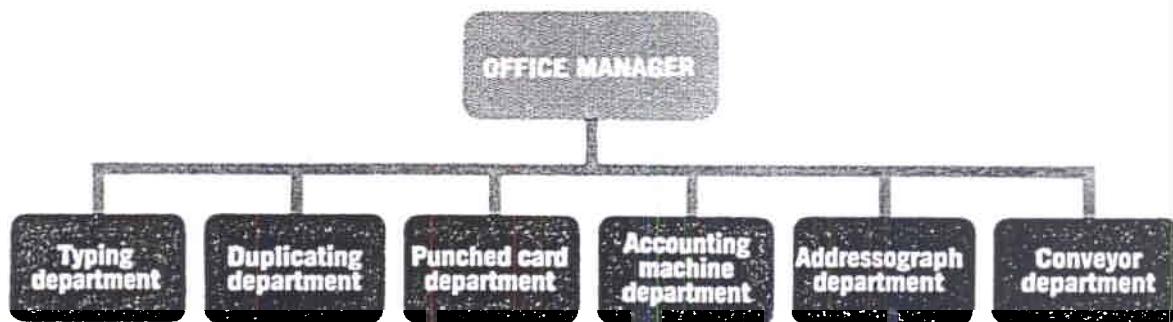 OFFICE MANAGER
Typing
department
Duplicating
department
Punched card
department
Accounting
machine
department
Addressograph
department
Conveyor
department